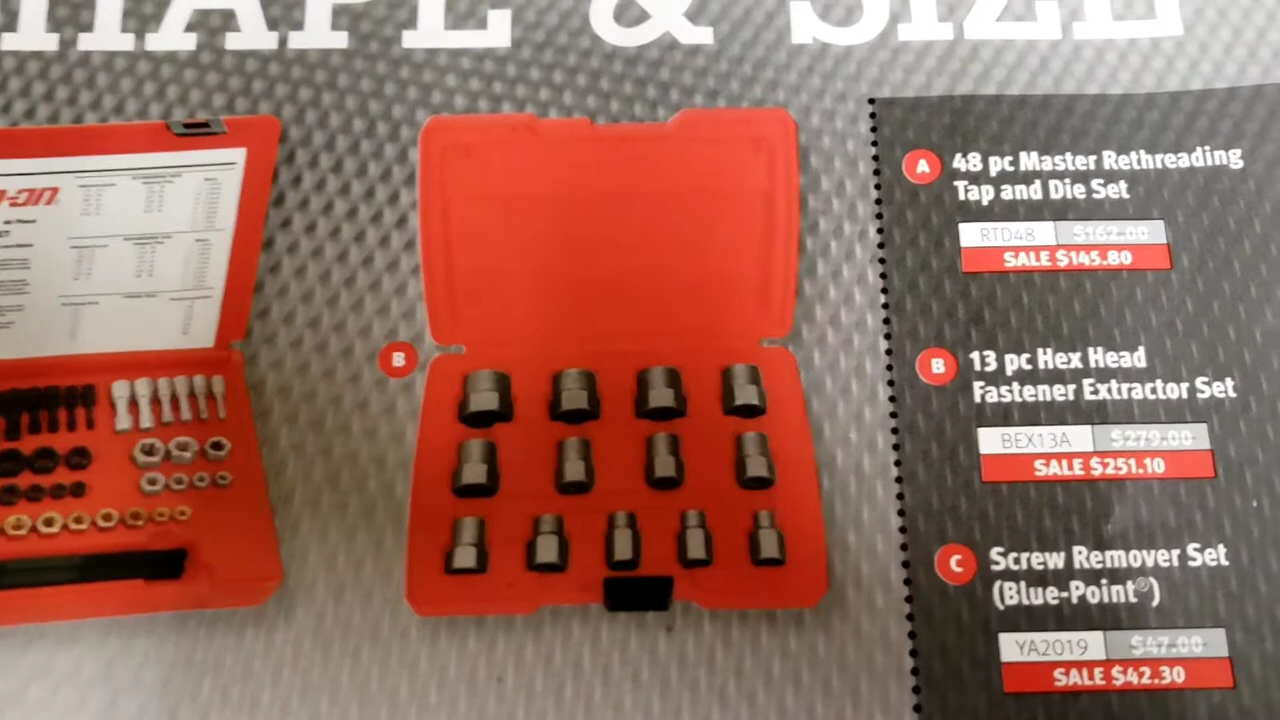 SHAPE & SIZE
A
48 pc Master Rethreading
Tap and Die Set
RTD48 $162.00
SALE $145.80
B
B
13 pc Hex Head
Fastener Extractor Set
BEX13A $279.00
SALE $251.10
C
Screw Remover Set
(Blue-Point®)
YA2019 $47.00
SALE $42.30